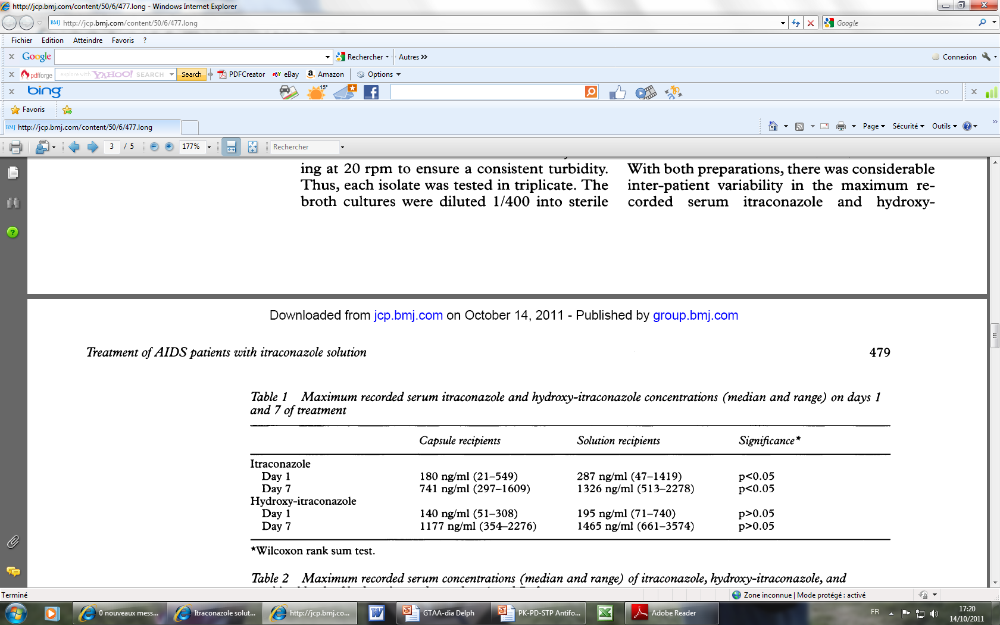 http://jcp.bmj.com/content/50/6/477.long - Windows Internet Explorer
BMJ http://jcp.bmj.com/content/50/6/477.long
Google
Fichier Edition Atteindre Favoris ?
x Google Rechercher Autres >> Connexion
x pdfforge explore with YAHOO! SEARCH Search PDFCreator eBay Amazon Options
x bing 15° x
Favoris
BMJ http://jcp.bmj.com/content/50/6/477.long
Page Sécurité Outils
3 / 5 177% Rechercher
ing at 20 rpm to ensure a consistent turbidity.
Thus, each isolate was tested in triplicate. The
broth cultures were diluted 1/400 into sterile
With both preparations, there was considerable
inter-patient variability in the maximum re-
corded serum itraconazole and hydroxy-
Downloaded from jcp.bmj.com on October 14, 2011 - Published by group.bmj.com
Treatment of AIDS patients with itraconazole solution 479
Table 1 Maximum recorded serum itraconazole and hydroxy-itraconazole concentrations (median and range) on days 1
and 7 of treatment
Capsule recipients Solution recipients Significance*
Itraconazole
Day 1 180 ng/ml (21–549) 287 ng/ml (47–1419) p<0.05
Day 7 741 ng/ml (297–1609) 1326 ng/ml (513–2278) p<0.05
Hydroxy-itraconazole
Day 1 140 ng/ml (51–308) 195 ng/ml (71–740) p>0.05
Day 7 1177 ng/ml (354–2276) 1465 ng/ml (661–3574) p>0.05
*Wilcoxon rank sum test.
Table 2 Maximum recorded serum concentrations (median and range) of itraconazole, hydroxy-itraconazole, and
Terminé Zone inconnue | Mode protégé : activé
0 nouveaux mess... Itraconazole solut... http://jcp.bmj.co... GTAA-dia Delph PK-PD-STP Antifo... Adobe Reader FR 17:20
14/10/2011